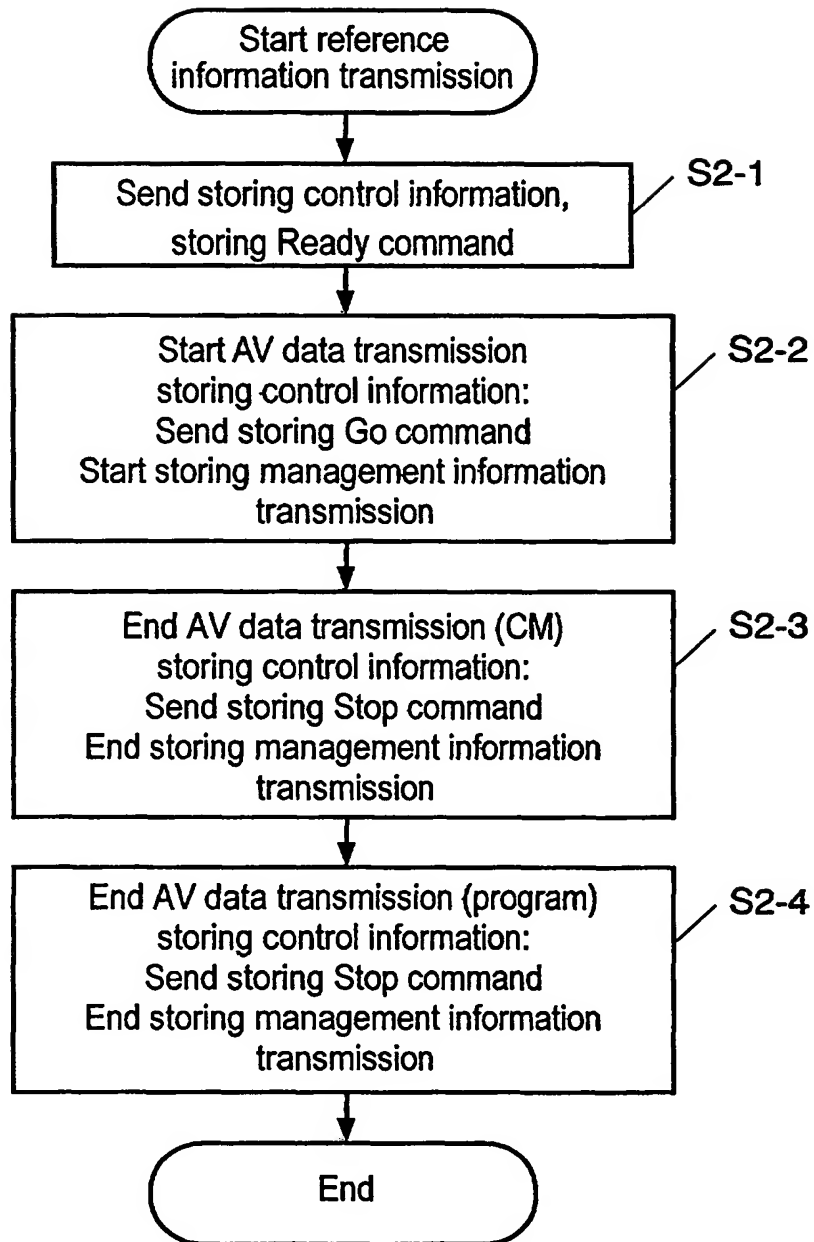 Start reference
information transmission
S2-1
Send storing control information,
storing Ready command
S2-2
Start AV data transmission
storing control information:
Send storing Go command
Start storing management information
transmission
S2-3
End AV data transmission (CM)
storing control information:
Send storing Stop command
End storing management information
transmission
S2-4
End AV data transmission (program)
storing control information:
Send storing Stop command
End storing management information
transmission
End